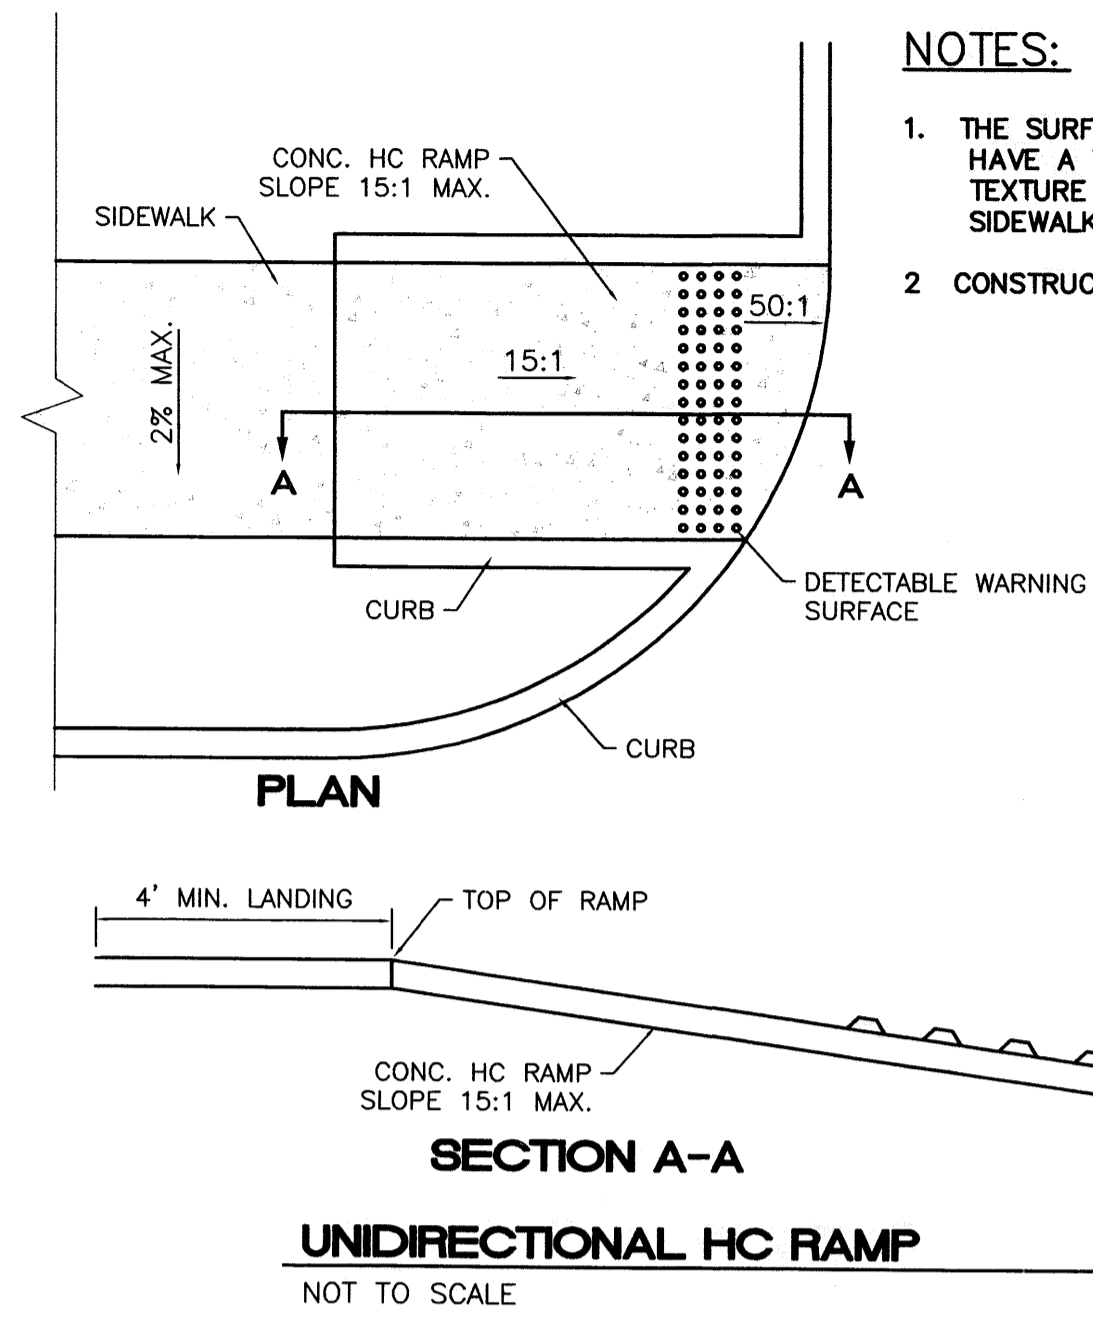 NOTES:
1. THE SURF
HAVE A
TEXTURE
SIDEWALK
2 CONSTRUC
CONC. HC RAMP
SLOPE 15:1 MAX.
SIDEWALK
50:1
15:1
2% MAX.
A
A
DETECTABLE WARNING
SURFACE
CURB
CURB
PLAN
4' MIN. LANDING
TOP OF RAMP
CONC. HC RAMP
SLOPE 15:1 MAX.
SECTION A-A
UNIDIRECTIONAL HC RAMP
NOT TO SCALE